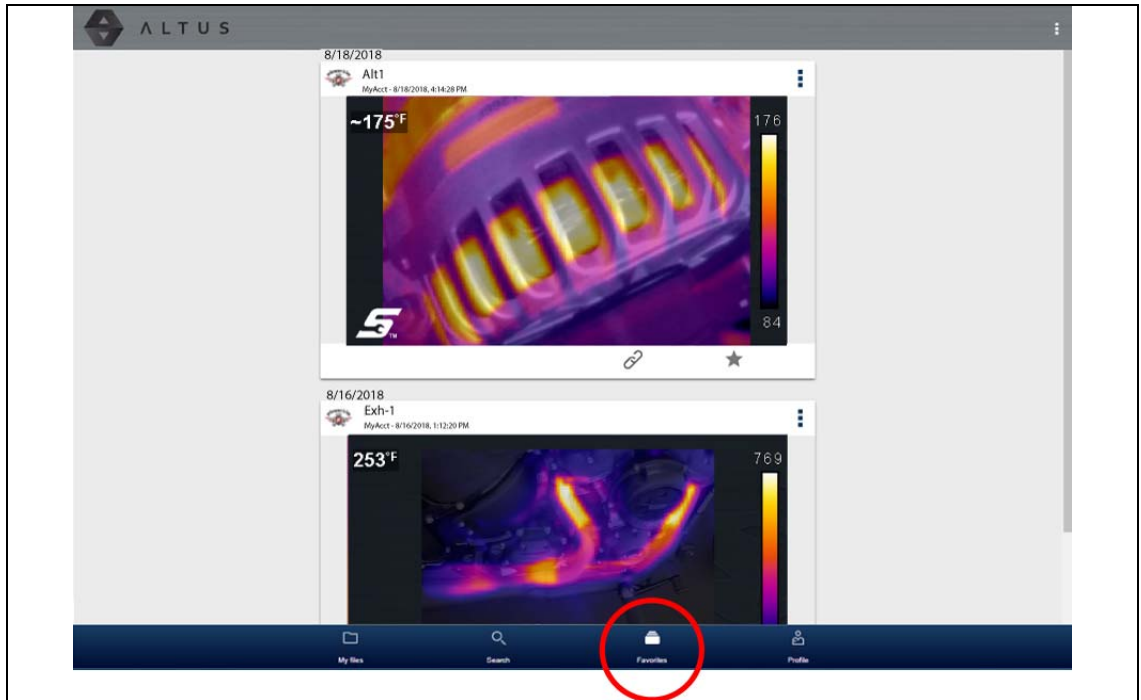 ALTUS
8/18/2018
Alt1
MyAcct - 8/18/2018, 4:14:28 PM
~175°F
176
84
TM
8/16/2018
Exh-1
MyAcct - 8/16/2018, 1:12:20 PM
253°F
769
My files
Search
Favorites
Profile